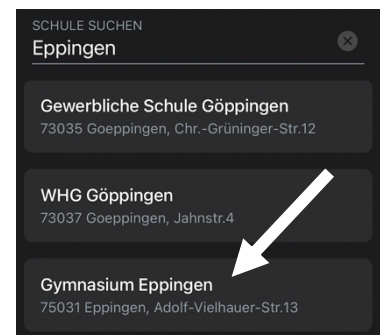 SCHULE SUCHEN
Eppingen
Gewerbliche Schule Göppingen
73035 Goeppingen, Chr.-Grüninger-Str.12
WHG Göppingen
73037 Goeppingen, Jahnstr.4
Gymnasium Eppingen
75031 Eppingen, Adolf-Vielhauer-Str.13